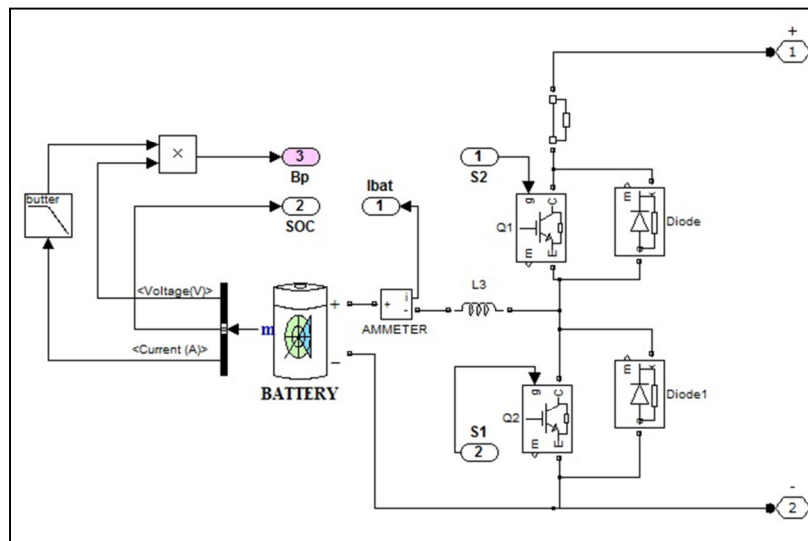 +
1
butter
×
3
Bp
1
S2
Ibat
1
2
SOC
g
C
Q1
m
E
m
k
a
Diode
<Voltage(V)>
m
+
−
BATTERY
+
i
-
AMMETER
L3
<Current (A)>
g
C
Q2
m
E
m
k
a
Diode1
S1
2
-
2